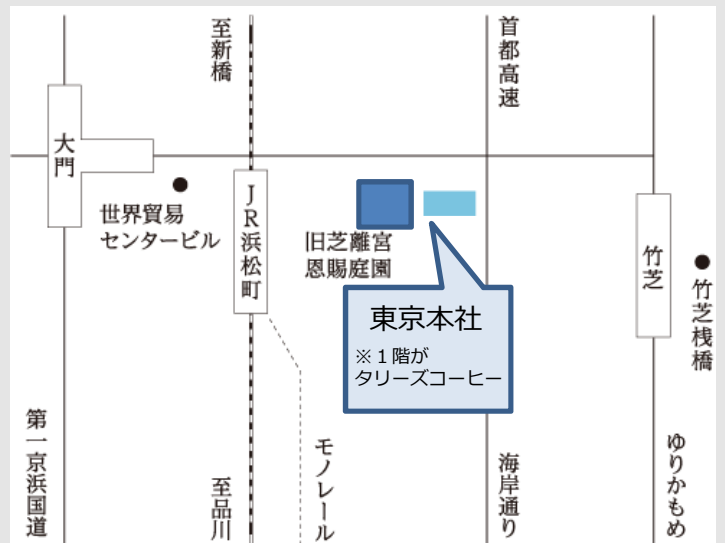 至新橋
首都高速
大門
世界貿易
センタービル
JR浜松町
旧芝離宮
恩賜庭園
竹芝
竹芝桟橋
東京本社
※１階が
タリーズコーヒー
第一京浜国道
至品川
モノレール
海岸通り
ゆりかもめ